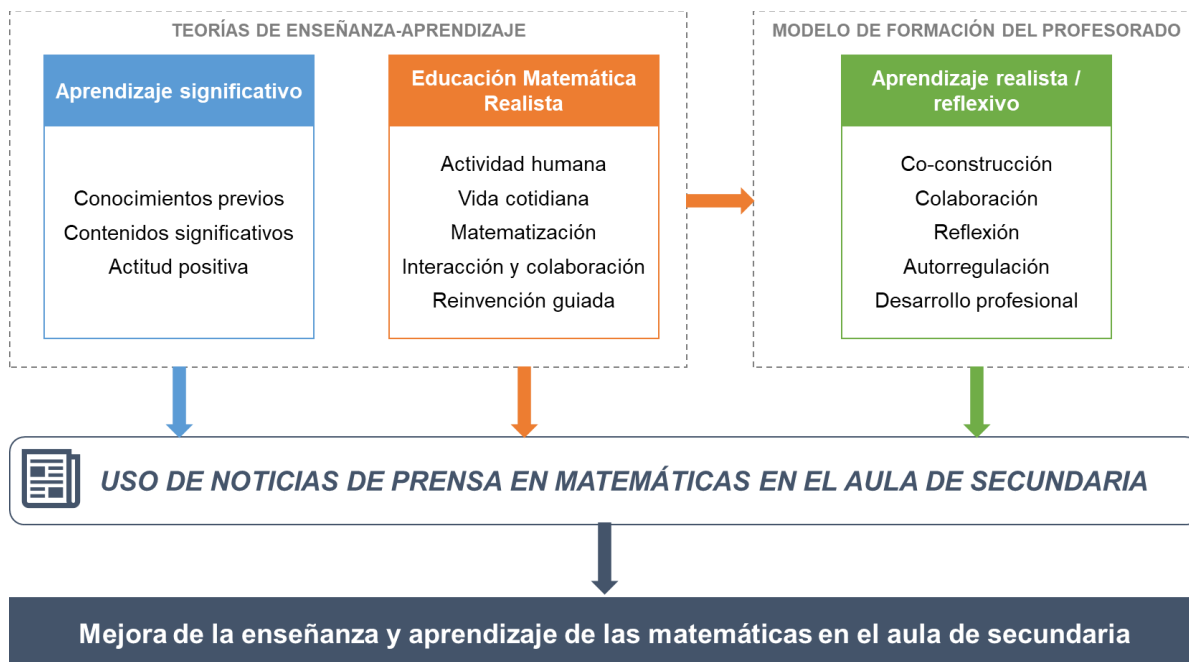 TEORÍAS DE ENSEÑANZA-APRENDIZAJE
Aprendizaje significativo
Conocimientos previos
Contenidos significativos
Actitud positiva
Educación Matemática
Realista
Actividad humana
Vida cotidiana
Matematización
Interacción y colaboración
Reinvención guiada
MODELO DE FORMACIÓN DEL PROFESORADO
Aprendizaje realista /
reflexivo
Co-construcción
Colaboración
Reflexión
Autorregulación
Desarrollo profesional
USO DE NOTICIAS DE PRENSA EN MATEMÁTICAS EN EL AULA DE SECUNDARIA
Mejora de la enseñanza y aprendizaje de las matemáticas en el aula de secundaria